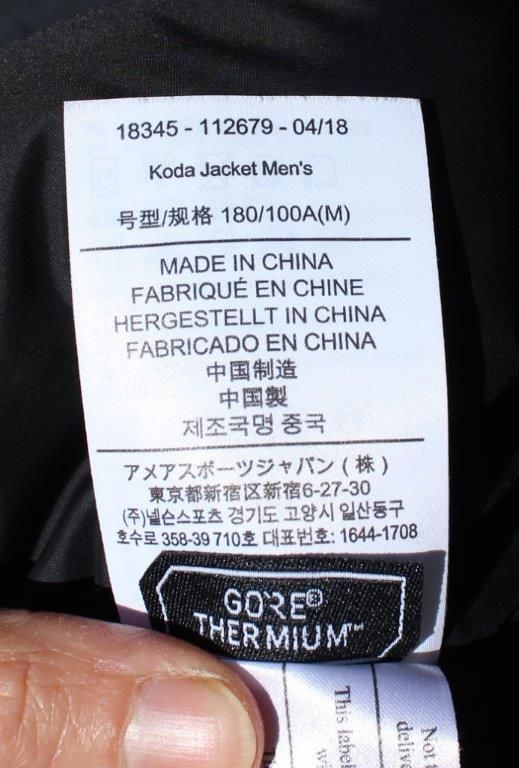 18345 - 112679 - 04/18
Koda Jacket Men's
号型/规格 180/100A(M)
MADE IN CHINA
FABRIQUÉ EN CHINE
HERGESTELLT IN CHINA
FABRICADO EN CHINA
中国制造
中国製
제조국명 중국
アメアスポーツジャパン ( 株 )
東京都新宿区新宿6-27-30
(주)넬슨스포츠 경기도 고양시 일산동구
호수로 358-39 710호 대표번호: 1644-1708
GORE®
THERMIUM™
This label